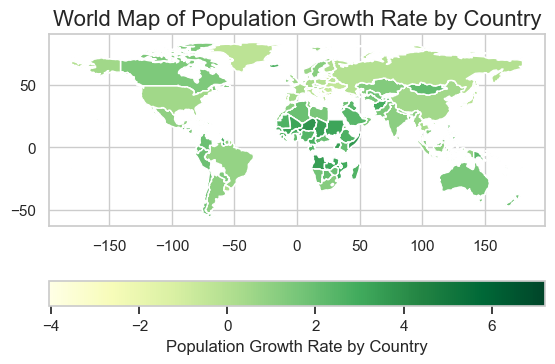 World Map of Population Growth Rate by Country
50
0
−50
−150 −100 −50 0 50 100 150
−4 −2 0 2 4 6
Population Growth Rate by Country